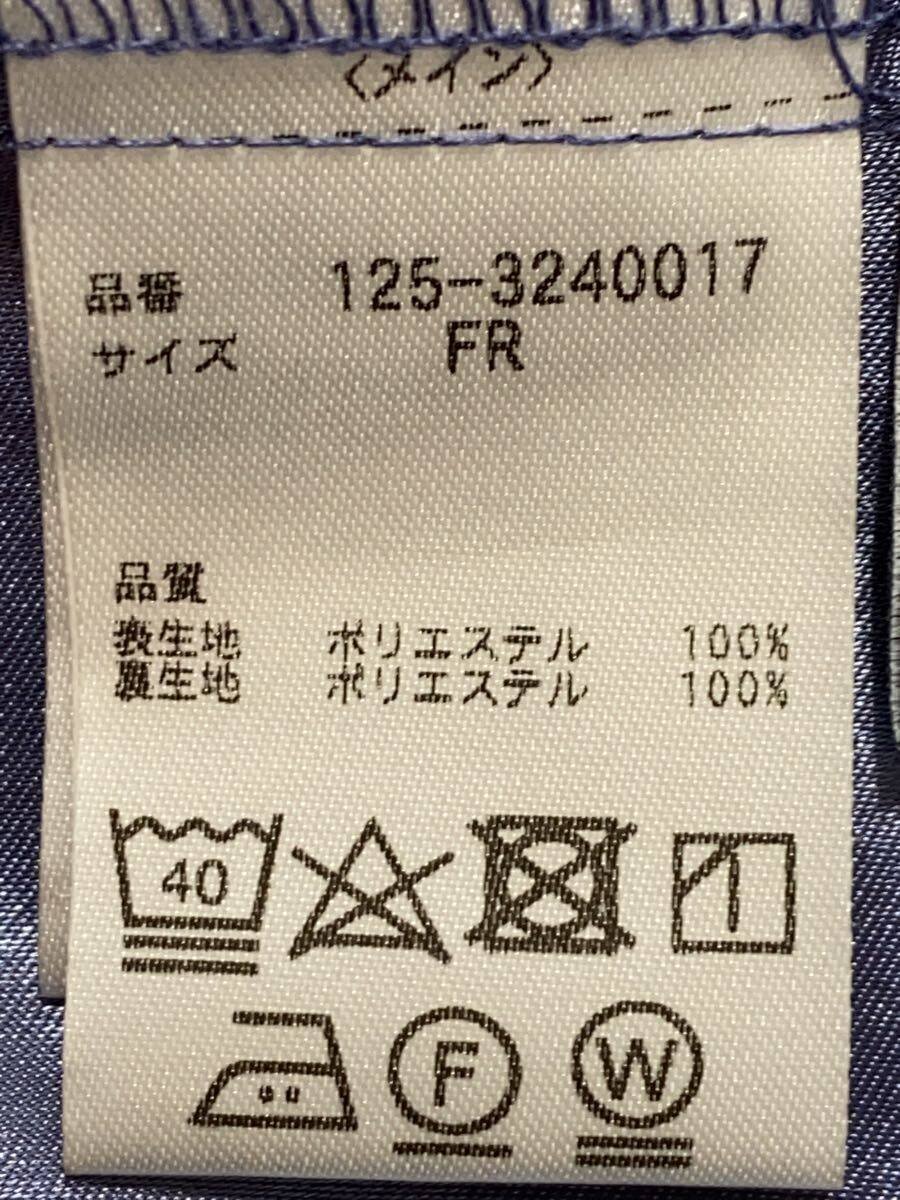 〈メイン〉
品番 125-3240017
サイズ FR
品質
表生地 ポリエステル 100%
裏生地 ポリエステル 100%
40
F W